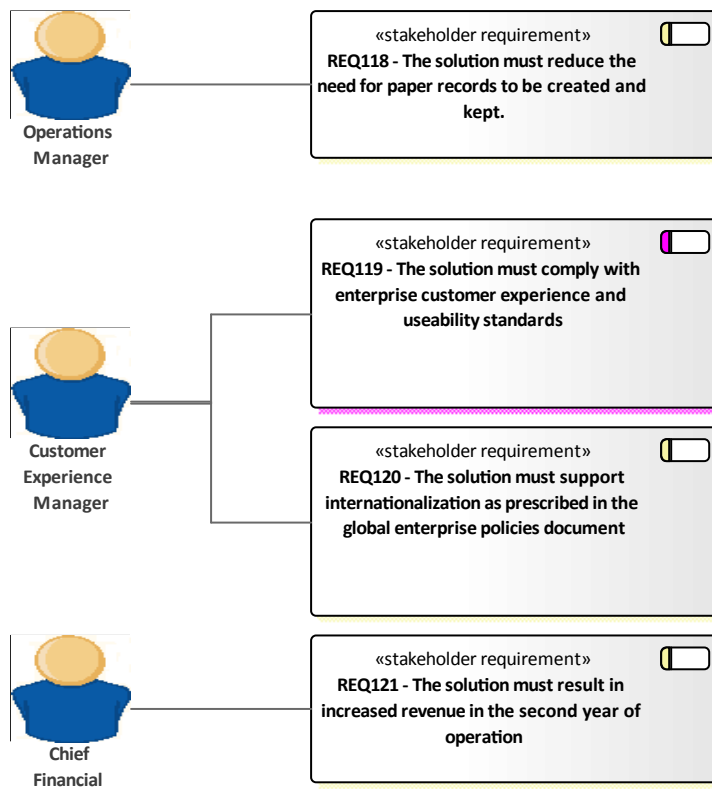 «stakeholder requirement»
REQ118 - The solution must reduce the
need for paper records to be created and
kept.
Operations
Manager
«stakeholder requirement»
REQ119 - The solution must comply with
enterprise customer experience and
useability standards
Customer
Experience
Manager
«stakeholder requirement»
REQ120 - The solution must support
internationalization as prescribed in the
global enterprise policies document
«stakeholder requirement»
REQ121 - The solution must result in
increased revenue in the second year of
operation
Chief
Financial